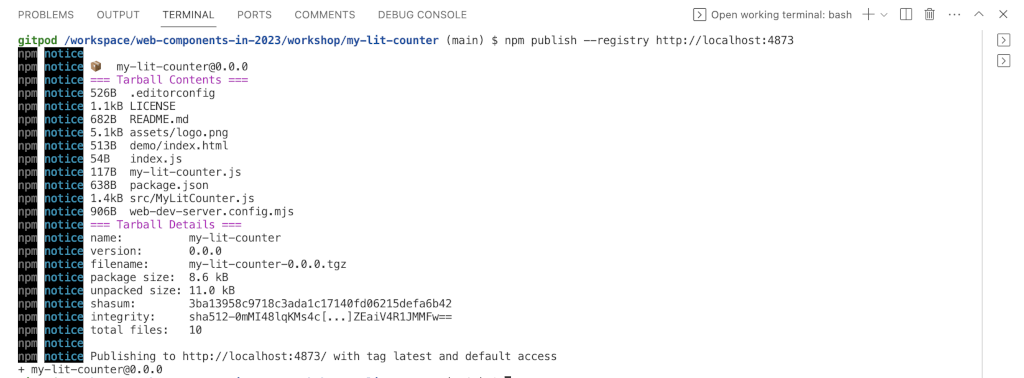 PROBLEMS OUTPUT TERMINAL PORTS COMMENTS DEBUG CONSOLE Open working terminal: bash
gitpod /workspace/web-components-in-2023/workshop/my-lit-counter (main) $ npm publish --registry http://localhost:4873
npm notice
npm notice 📦 my-lit-counter@0.0.0
npm notice === Tarball Contents ===
npm notice 526B .editorconfig
npm notice 1.1kB LICENSE
npm notice 682B README.md
npm notice 5.1kB assets/logo.png
npm notice 513B demo/index.html
npm notice 54B index.js
npm notice 117B my-lit-counter.js
npm notice 638B package.json
npm notice 1.4kB src/MyLitCounter.js
npm notice 906B web-dev-server.config.mjs
npm notice === Tarball Details ===
npm notice name: my-lit-counter
npm notice version: 0.0.0
npm notice filename: my-lit-counter-0.0.0.tgz
npm notice package size: 8.6 kB
npm notice unpacked size: 11.0 kB
npm notice shasum: 3ba13958c9718c3ada1c17140fd06215defa6b42
npm notice integrity: sha512-0mMI48lqKMs4c[...]ZEaiV4R1JMMFw==
npm notice total files: 10
npm notice
npm notice Publishing to http://localhost:4873/ with tag latest and default access
+ my-lit-counter@0.0.0